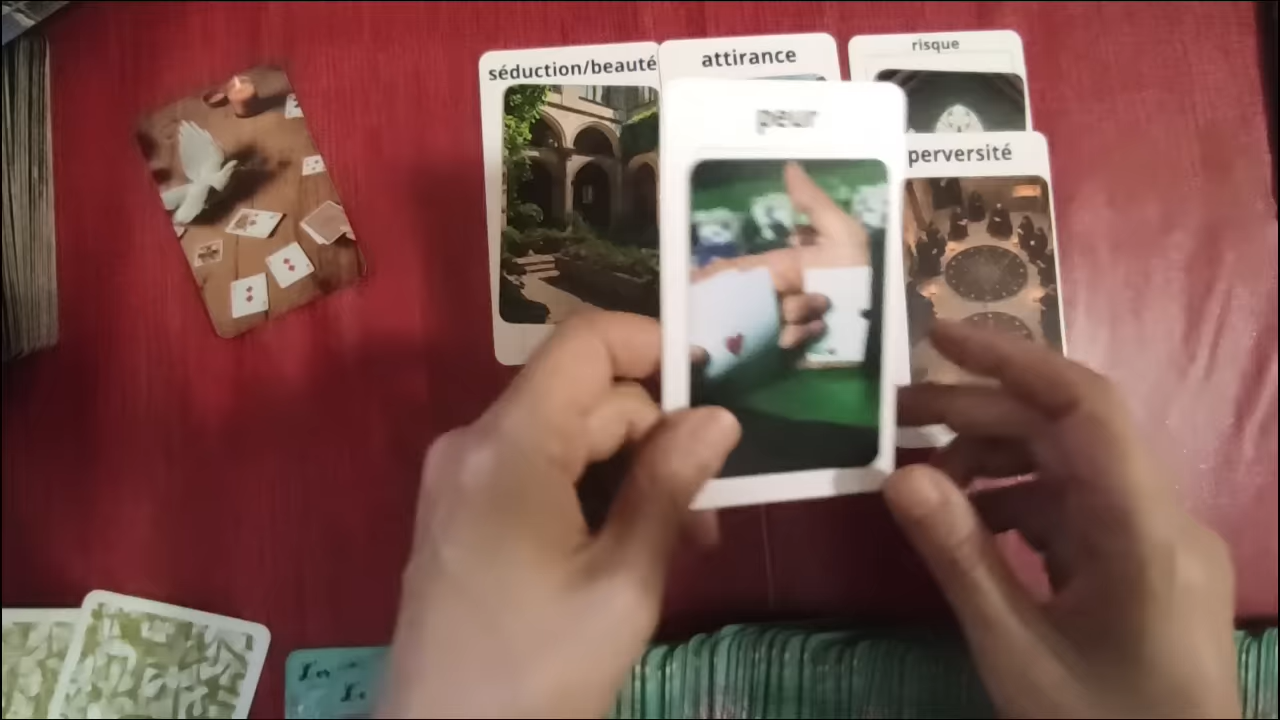 séduction/beauté
attirance
risque
peur
perversité